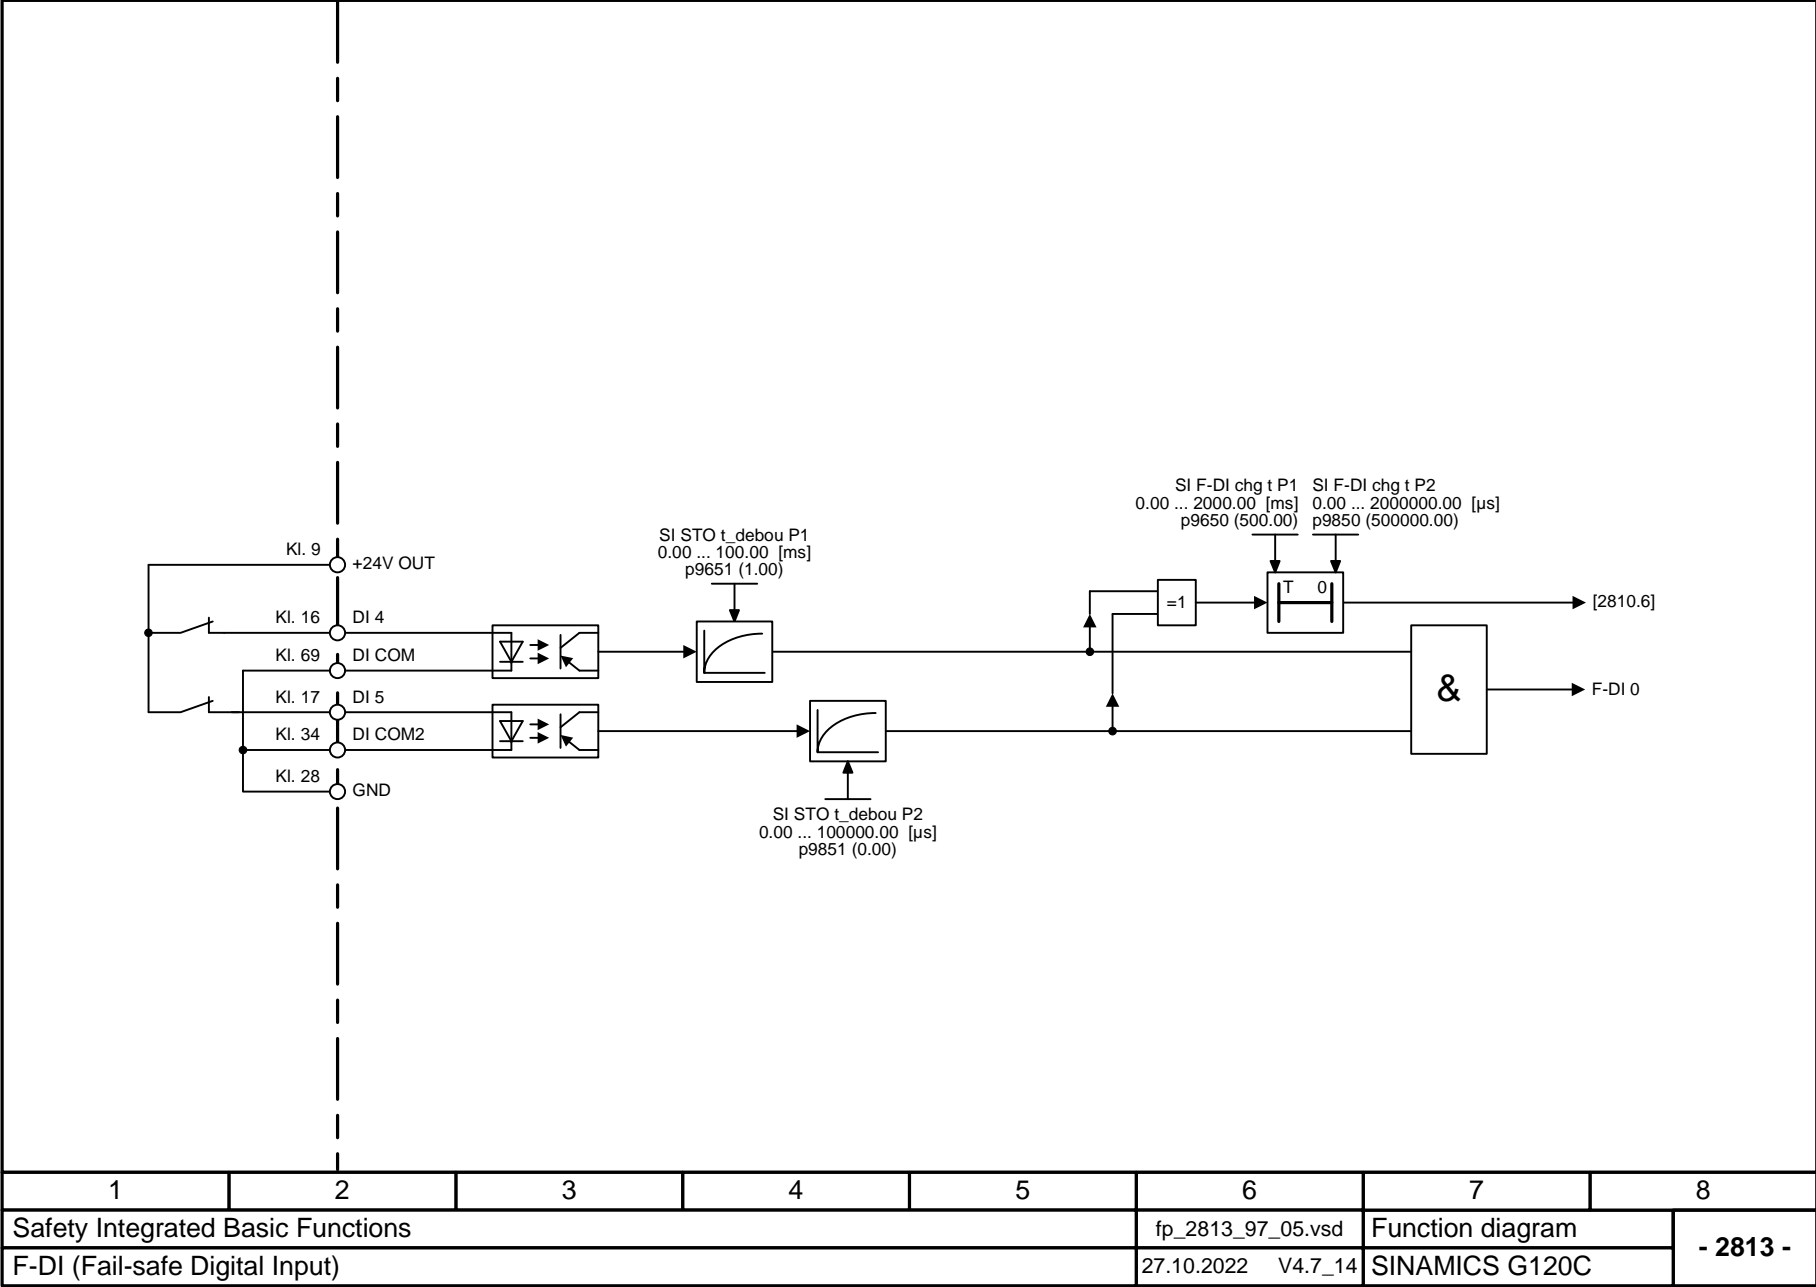 SI F-DI chg t P1
0.00 ... 2000.00 [ms]
p9650 (500.00)
SI F-DI chg t P2
0.00 ... 2000000.00 [µs]
p9850 (500000.00)
SI STO t_debou P1
0.00 ... 100.00 [ms]
p9651 (1.00)
Kl. 9
+24V OUT
T 0
=1
[2810.6]
Kl. 16
DI 4
Kl. 69
DI COM
Kl. 17
DI 5
&
F-DI 0
Kl. 34
DI COM2
Kl. 28
GND
SI STO t_debou P2
0.00 ... 100000.00 [µs]
p9851 (0.00)
1 2 3 4 5 6 7 8
Safety Integrated Basic Functions
fp_2813_97_05.vsd
Function diagram
- 2813 -
F-DI (Fail-safe Digital Input)
27.10.2022 V4.7_14
SINAMICS G120C